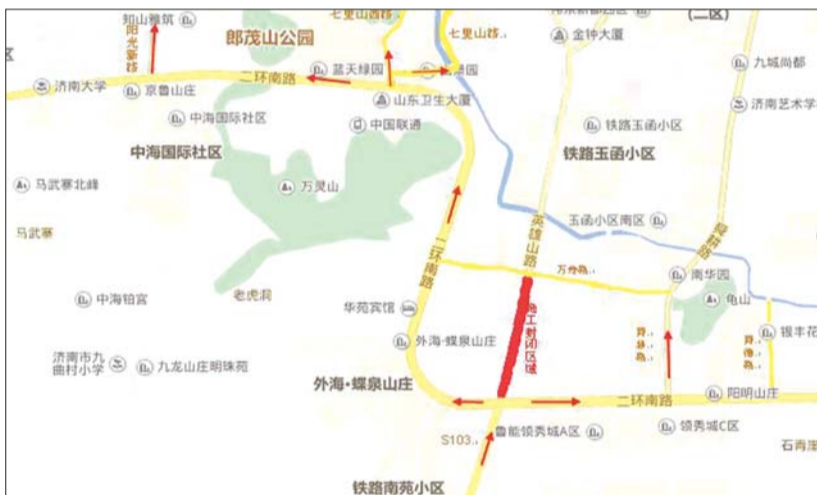 知山雅筑
阳光新路
郎茂山公园
七里山西路
七里山路
金钟大厦
(二区)
九城尚都
区
济南大学
京鲁山庄
二环南路
蓝天绿园
绿园
山东卫生大厦
济南艺术学
中海国际社区
中国联通
铁路玉函小区
中海国际社区
铁路玉函小区
马武寨北峰
万灵山
马武寨
二环南路
英雄山路
玉函小区南区
舜耕路
万寿路
南华园
龟山
老虎洞
中海铂宫
华苑宾馆
施工封闭区域
银丰花
外海·蝶泉山庄
济南市九
曲村小学
九龙山庄明珠苑
外海·蝶泉山庄
二环南路
阳明山庄
S103
鲁能领秀城A区
领秀城C区
石青崖
铁路南苑小区